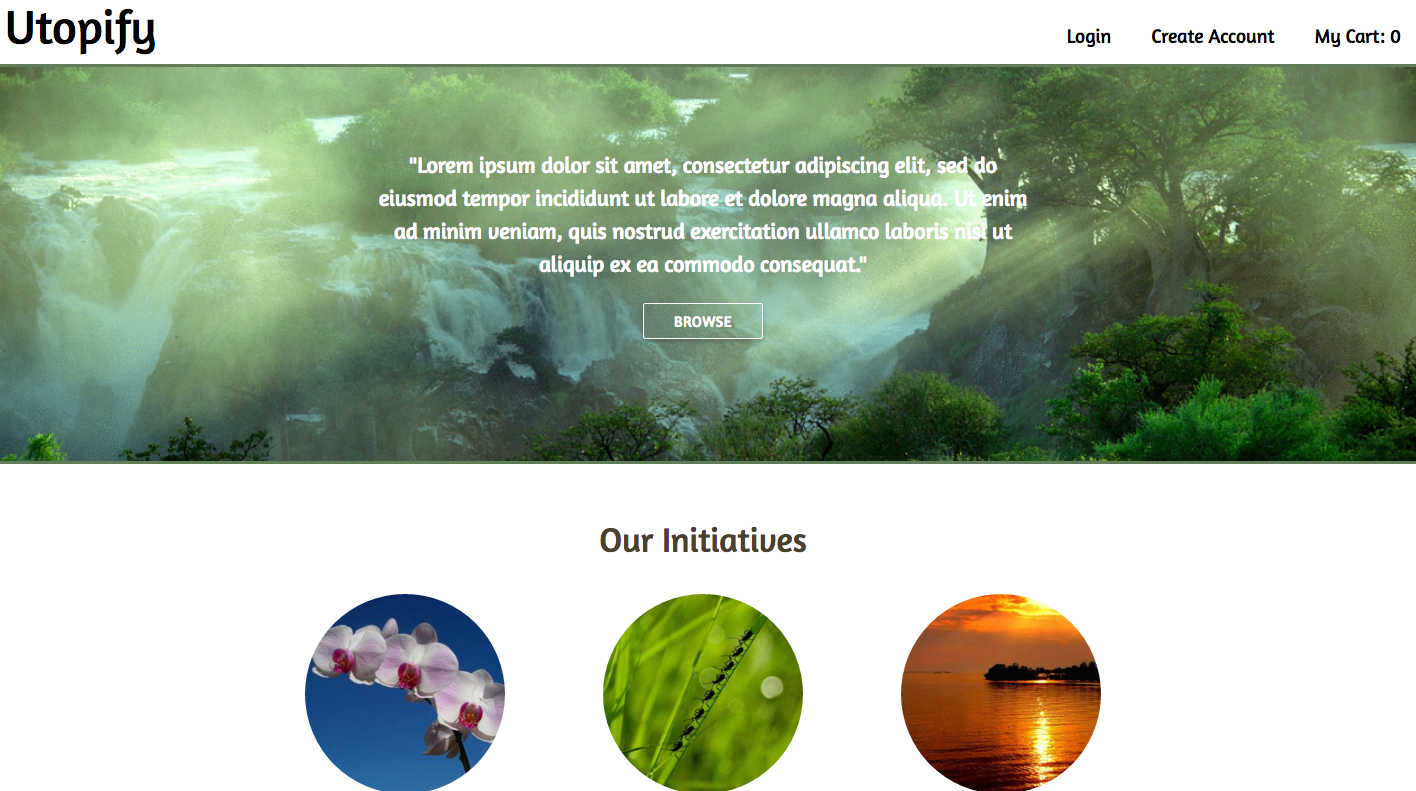 Utopify
Login Create Account My Cart: 0
"Lorem ipsum dolor sit amet, consectetur adipiscing elit, sed do
eiusmod tempor incididunt ut labore et dolore magna aliqua. Ut enim
ad minim veniam, quis nostrud exercitation ullamco laboris nisl ut
aliquip ex ea commodo consequat."
BROWSE
Our Initiatives